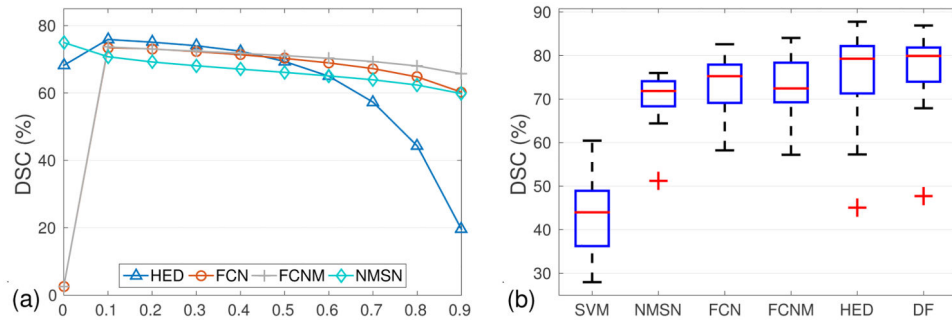 DSC (%)
80
60
40
20
0
0 0.1 0.2 0.3 0.4 0.5 0.6 0.7 0.8 0.9
HED FCN FCNM NMSN
(a)
DSC (%)
90
80
70
60
50
40
30
SVM NMSN FCN FCNM HED DF
(b)